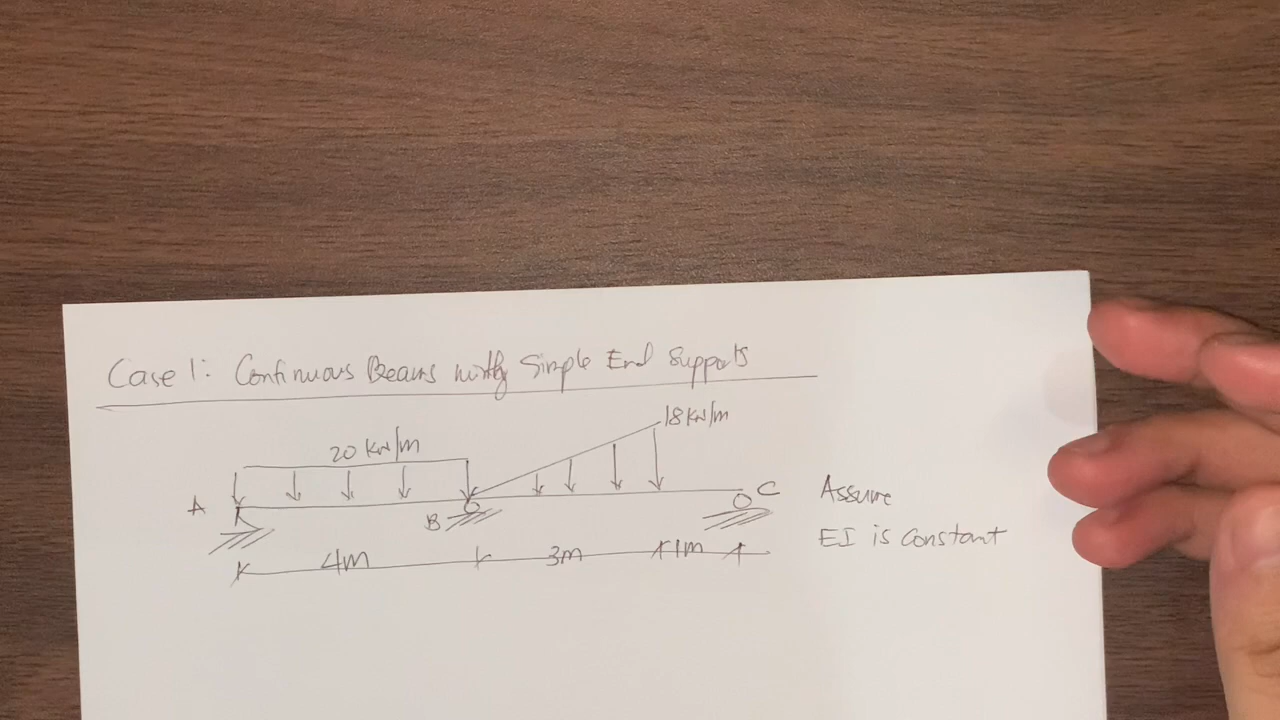 Case 1: Continuous Beams with Simple End Supports
18 kN/m
20 kN/m
A
B
C
Assume
EI is constant
4m
3m
1m